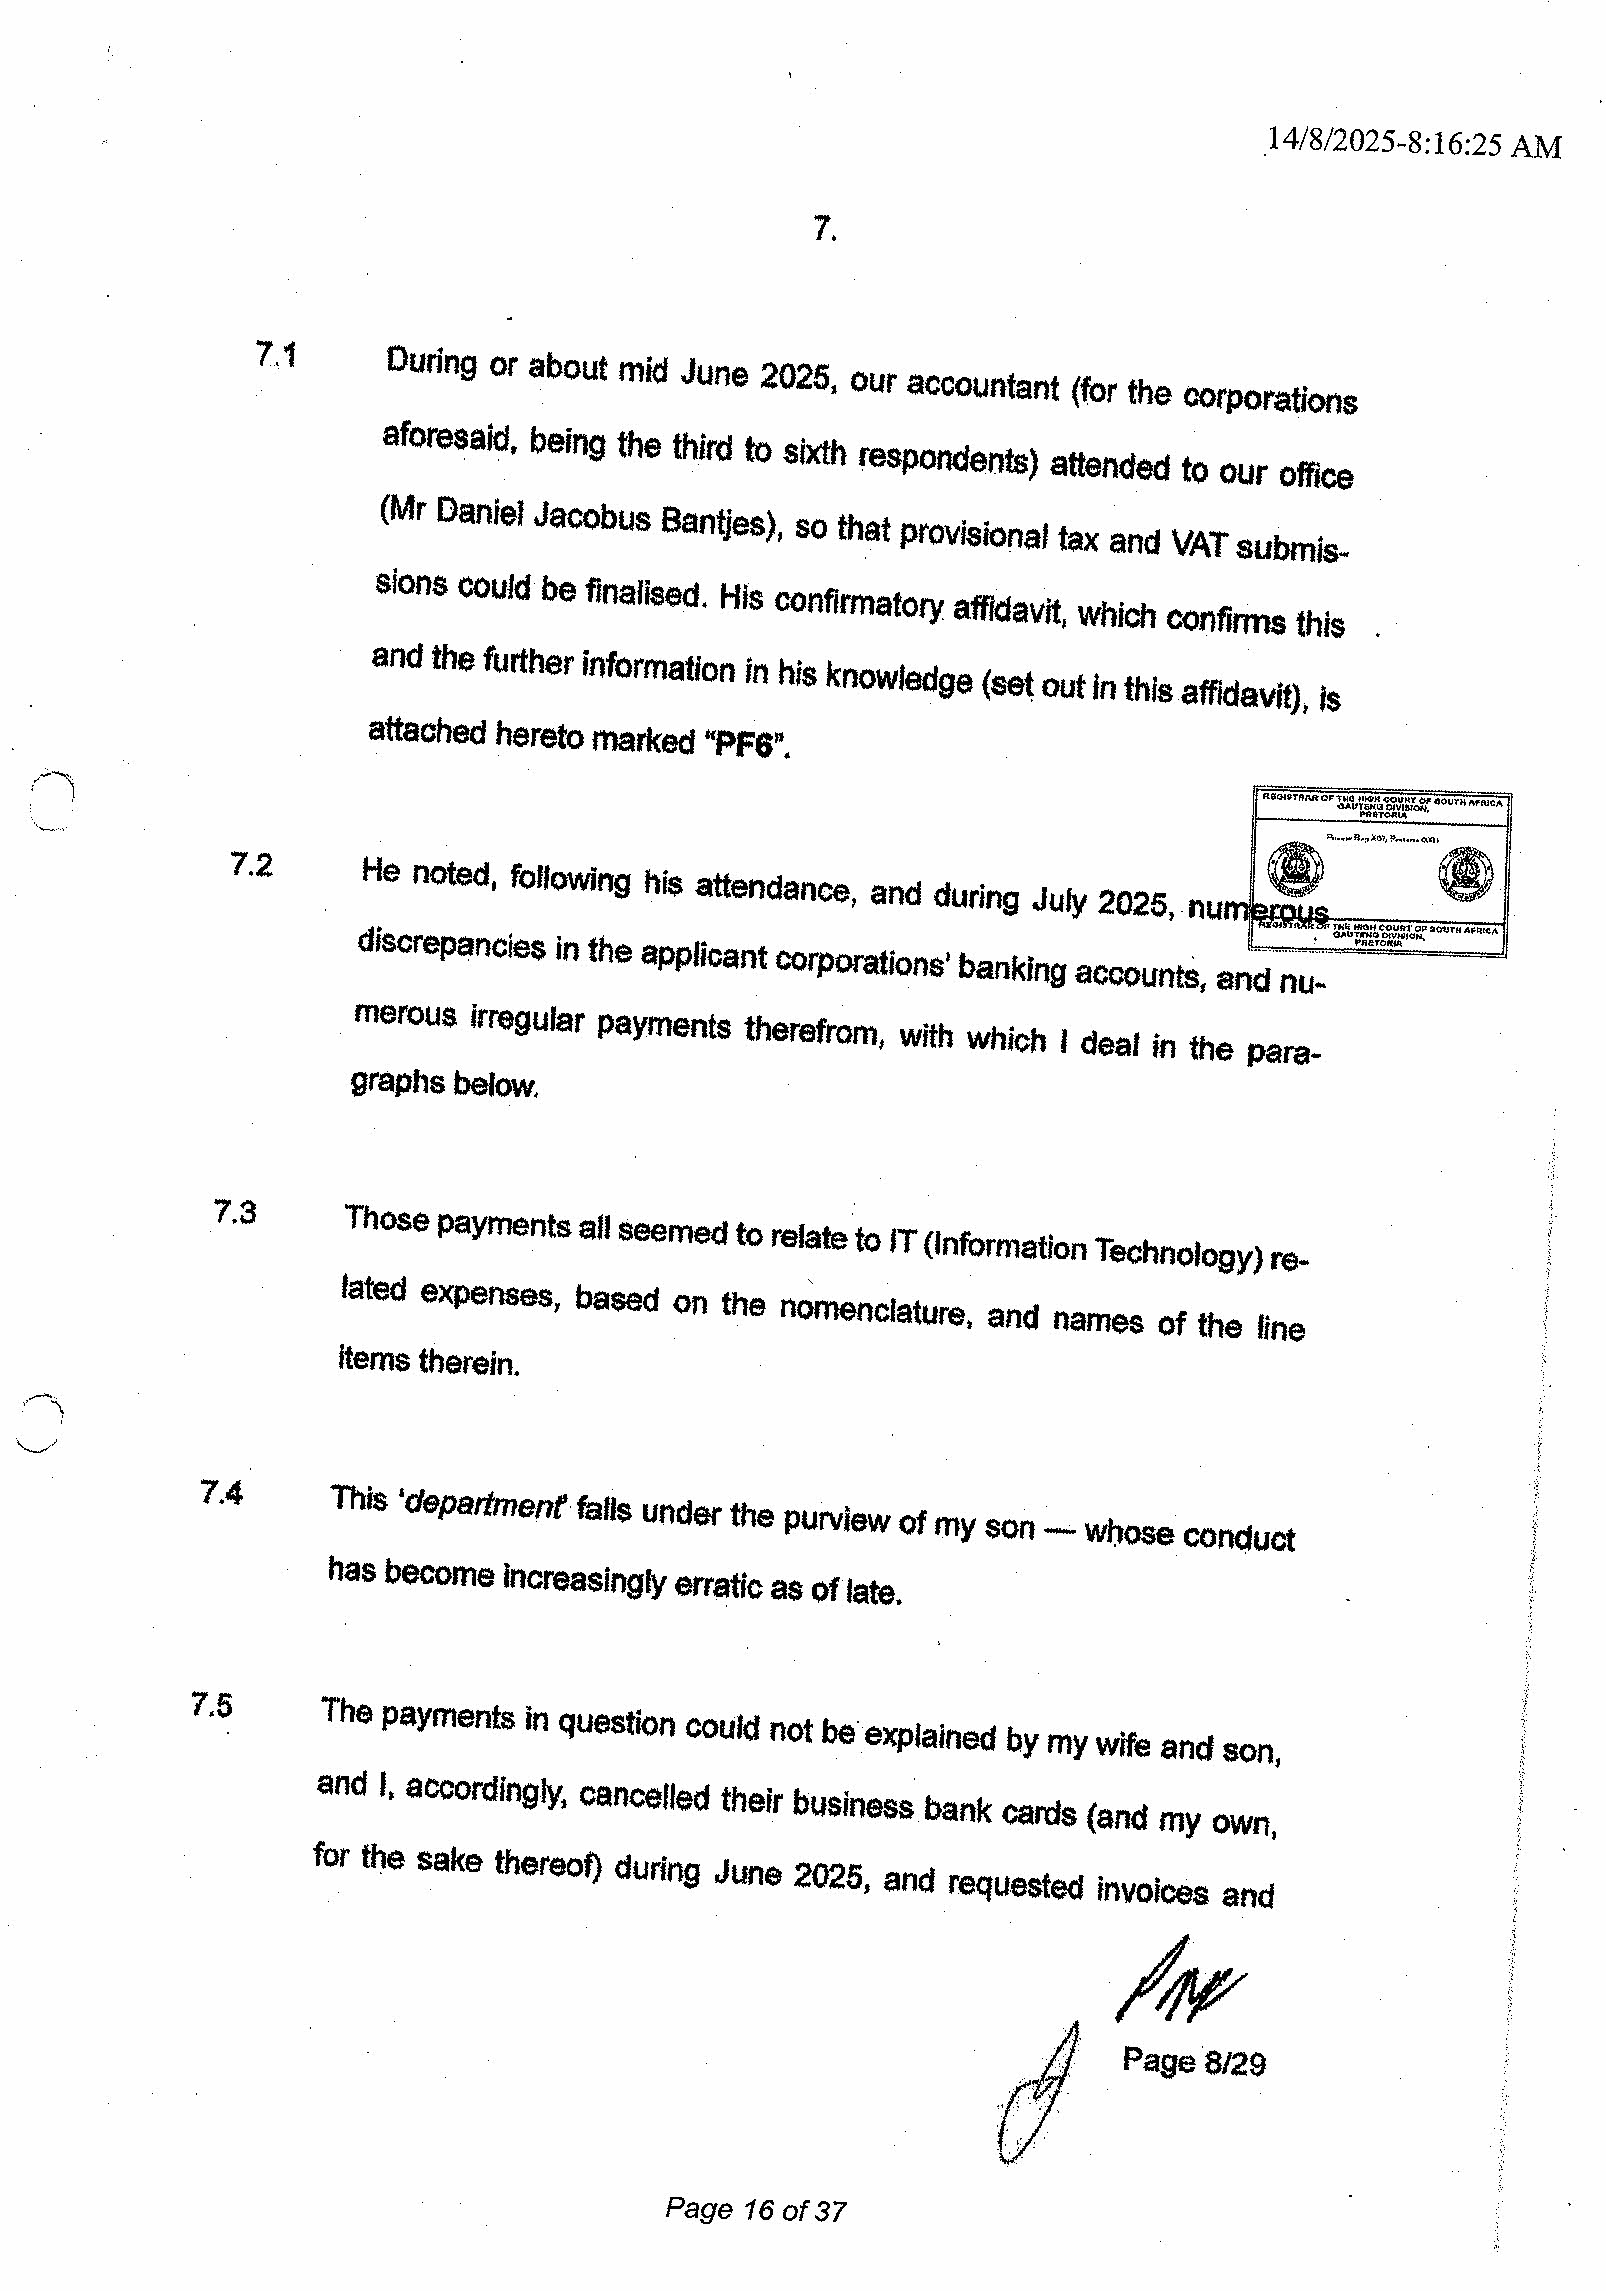 14/8/2025-8:16:25 AM
7.
7.1 During or about mid June 2025, our accountant (for the corporations
aforesaid, being the third to sixth respondents) attended to our office
(Mr Daniel Jacobus Bantjes), so that provisional tax and VAT submis-
sions could be finalised. His confirmatory affidavit, which confirms this
and the further information in his knowledge (set out in this affidavit), is
attached hereto marked “PF6”.
REGISTRAR OF THE HIGH COURT OF SOUTH AFRICA
GAUTENG DIVISION,
PRETORIA
7.2 He noted, following his attendance, and during July 2025, numerous
REGISTRAR OF THE HIGH COURT OF SOUTH AFRICA
GAUTENG DIVISION,
PRETORIA
discrepancies in the applicant corporations’ banking accounts, and nu-
merous irregular payments therefrom, with which I deal in the para-
graphs below.
7.3 Those payments all seemed to relate to IT (Information Technology) re-
lated expenses, based on the nomenclature, and names of the line
items therein.
7.4 This ‘department’ falls under the purview of my son — whose conduct
has become increasingly erratic as of late.
7.5 The payments in question could not be explained by my wife and son,
and I, accordingly, cancelled their business bank cards (and my own,
for the sake thereof) during June 2025, and requested invoices and
Page 8/29
Page 16 of 37